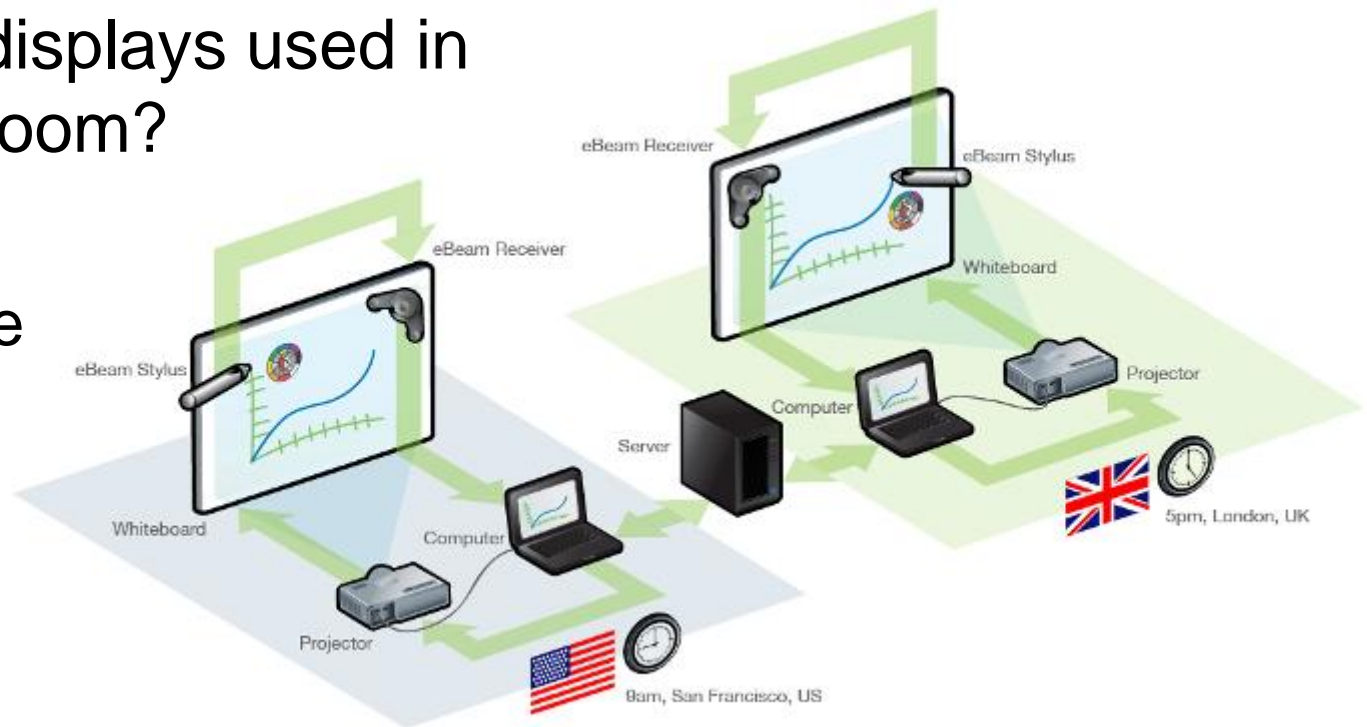 displays used in
oom?
e
eBeam Receiver
eBeam Stylus
Whiteboard
Projector
Computer
Server
5pm, London, UK
eBeam Receiver
eBeam Stylus
Whiteboard
Computer
Projector
9am, San Francisco, US